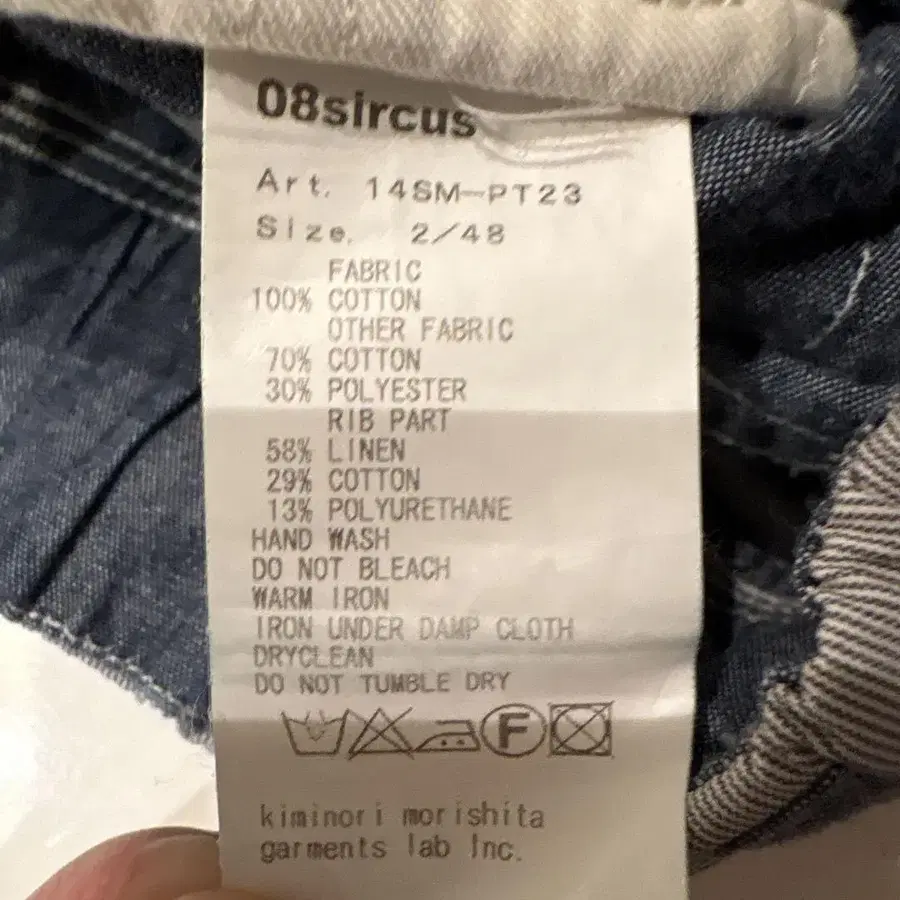 08sircus
Art. 14SM-PT23
Size. 2/48
FABRIC
100% COTTON
OTHER FABRIC
70% COTTON
30% POLYESTER
RIB PART
58% LINEN
29% COTTON
13% POLYURETHANE
HAND WASH
DO NOT BLEACH
WARM IRON
IRON UNDER DAMP CLOTH
DRYCLEAN
DO NOT TUMBLE DRY
F
kiminori morishita
garments lab Inc.